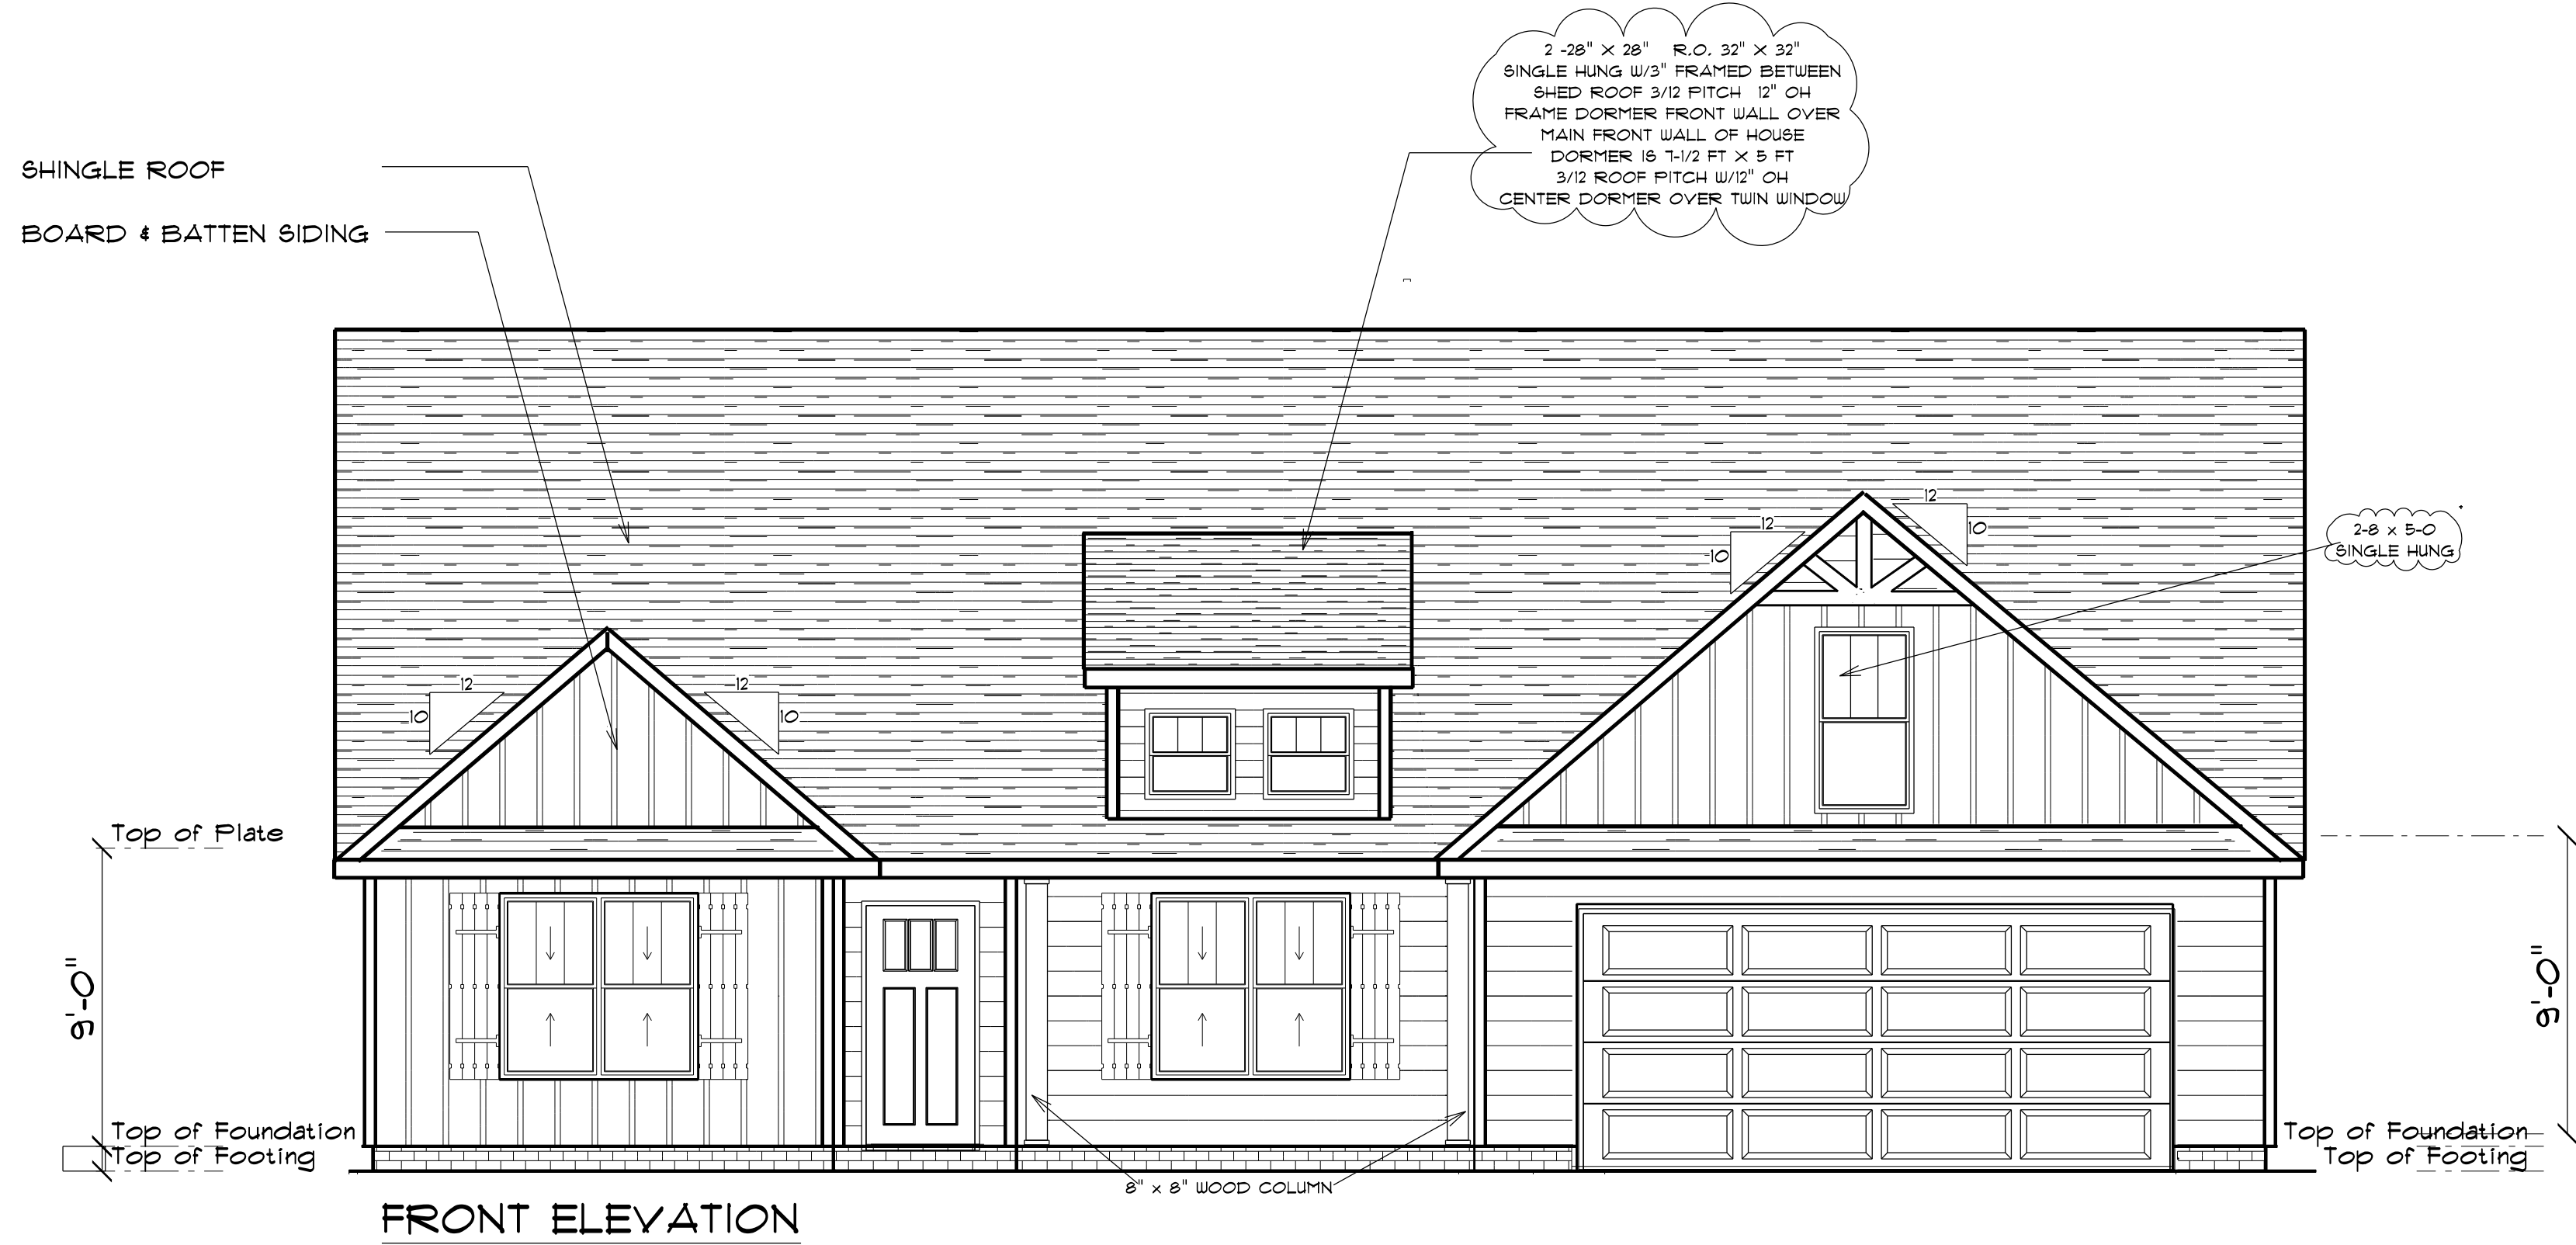 2 -28" X 28" R.O. 32" X 32"
SINGLE HUNG W/3" FRAMED BETWEEN
SHED ROOF 3/12 PITCH 12" OH
FRAME DORMER FRONT WALL OVER
MAIN FRONT WALL OF HOUSE
DORMER IS 7-1/2 FT X 5 FT
3/12 ROOF PITCH W/12" OH
CENTER DORMER OVER TWIN WINDOW
SHINGLE ROOF
BOARD & BATTEN SIDING
12
10
12
10
2-8 x 5-0
SINGLE HUNG
12
10
12
10
Top of Plate
9'-0"
9'-0"
Top of Foundation
Top of Footing
Top of Foundation
Top of Footing
8" x 8" WOOD COLUMN
FRONT ELEVATION